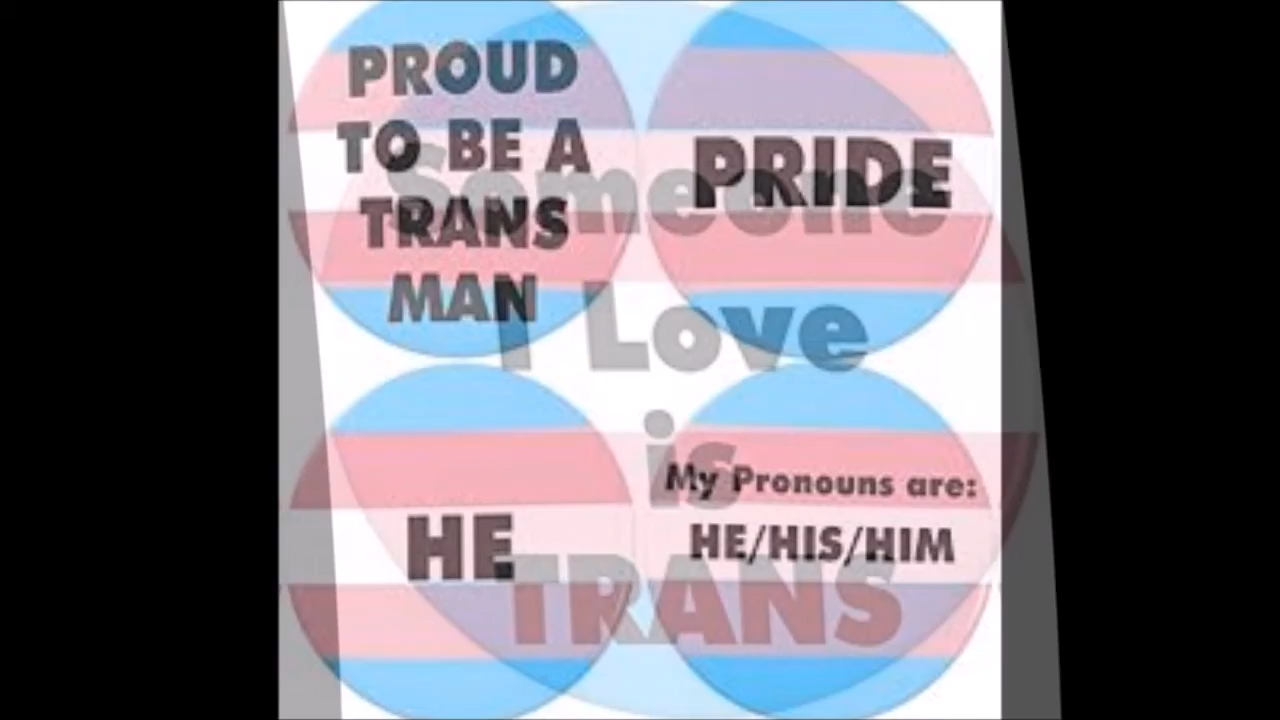 PROUD
TO BE A
TRANS
MAN
PRIDE
HE
My Pronouns are:
HE/HIS/HIM
Someone
I Love
is
TRANS